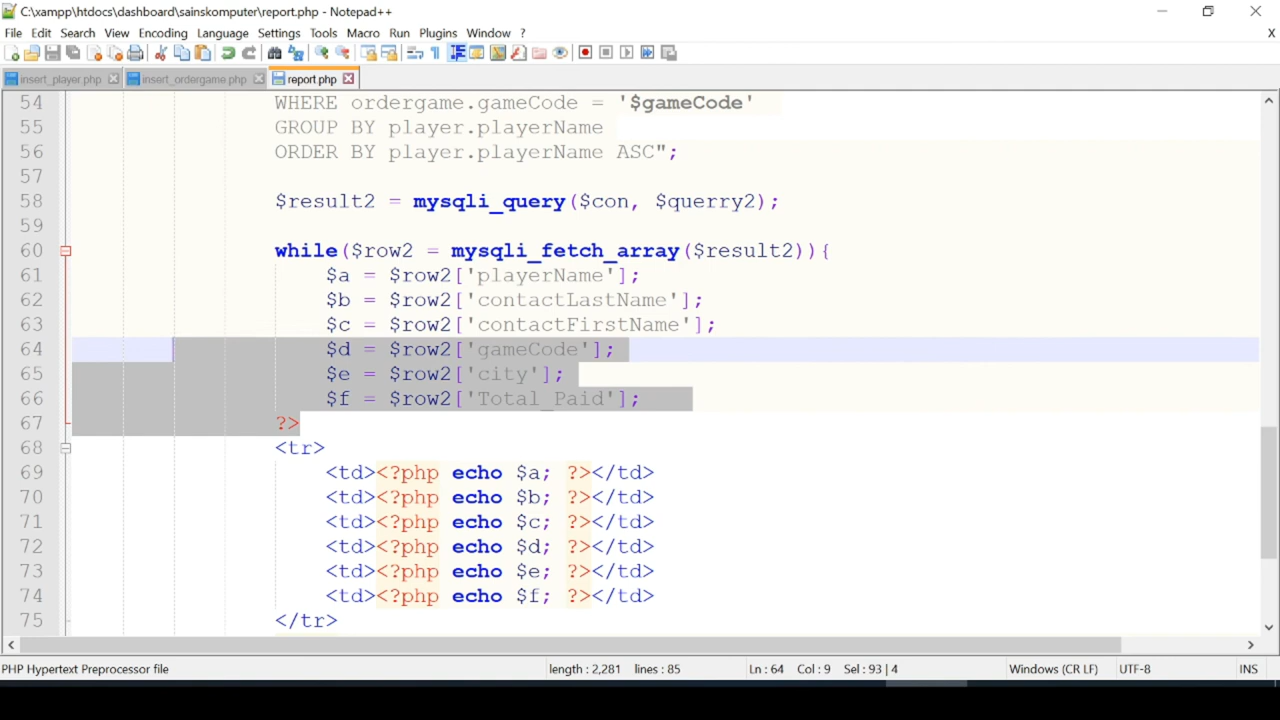 C:\xampp\htdocs\dashboard\sainskomputer\report.php - Notepad++
File Edit Search View Encoding Language Settings Tools Macro Run Plugins Window ? X
insert_player.php insert_ordergame.php report.php
54 WHERE ordergame.gameCode = '$gameCode'
55 GROUP BY player.playerName
56 ORDER BY player.playerName ASC";
57
58 $result2 = mysqli_query($con, $querry2);
59
60 while($row2 = mysqli_fetch_array($result2)){
61 $a = $row2['playerName'];
62 $b = $row2['contactLastName'];
63 $c = $row2['contactFirstName'];
64 $d = $row2['gameCode'];
65 $e = $row2['city'];
66 $f = $row2['Total_Paid'];
67 ?>
68 <tr>
69 <td><?php echo $a; ?></td>
70 <td><?php echo $b; ?></td>
71 <td><?php echo $c; ?></td>
72 <td><?php echo $d; ?></td>
73 <td><?php echo $e; ?></td>
74 <td><?php echo $f; ?></td>
75 </tr>
PHP Hypertext Preprocessor file length : 2,281 lines : 85 Ln : 64 Col : 9 Sel : 93 | 4 Windows (CR LF) UTF-8 INS